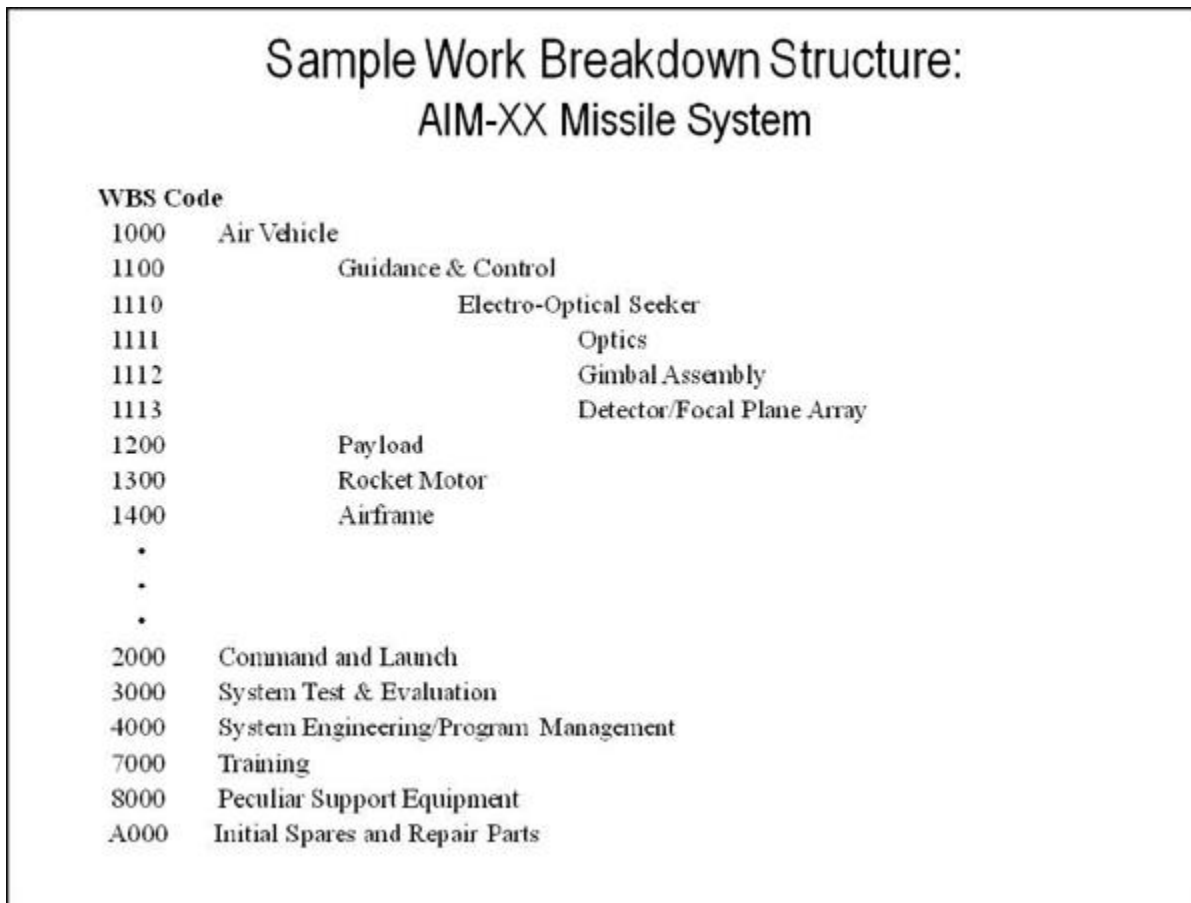 Sample Work Breakdown Structure:
AIM-XX Missile System
WBS Code
1000 Air Vehicle
1100 Guidance & Control
1110 Electro-Optical Seeker
1111 Optics
1112 Gimbal Assembly
1113 Detector/Focal Plane Array
1200 Payload
1300 Rocket Motor
1400 Airframe
•
•
•
2000 Command and Launch
3000 System Test & Evaluation
4000 System Engineering/Program Management
7000 Training
8000 Peculiar Support Equipment
A000 Initial Spares and Repair Parts